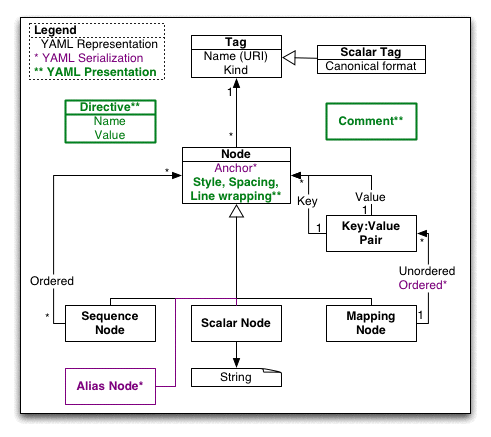 Legend
YAML Representation
* YAML Serialization
** YAML Presentation
Tag
Name (URI)
Kind
Scalar Tag
Canonical format
1
Directive**
Name
Value
Comment**
*
Node
Anchor*
Style, Spacing,
Line wrapping**
*
*
Key
Value
1
1
Key:Value
Pair
*
Unordered
Ordered*
Ordered
*
1
Sequence
Node
Scalar Node
Mapping
Node
Alias Node*
String